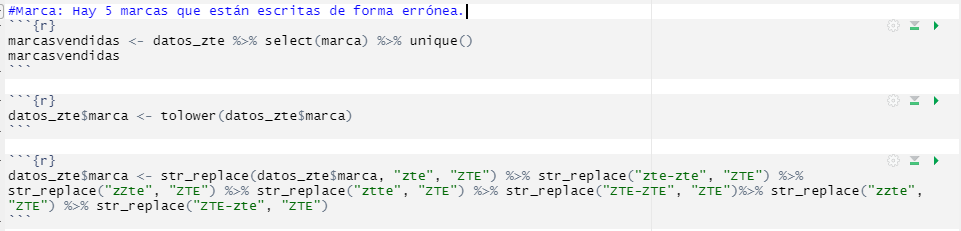 #Marca: Hay 5 marcas que están escritas de forma errónea.
```{r}
marcasvendidas <- datos_zte %>% select(marca) %>% unique()
marcasvendidas
```
```{r}
datos_zte$marca <- tolower(datos_zte$marca)
```
```{r}
datos_zte$marca <- str_replace(datos_zte$marca, "zte", "ZTE") %>% str_replace("zte-zte", "ZTE") %>%
str_replace("zZte", "ZTE") %>% str_replace("ztte", "ZTE") %>% str_replace("ZTE-ZTE", "ZTE")%>% str_replace("zzte",
"ZTE") %>% str_replace("ZTE-zte", "ZTE")
```